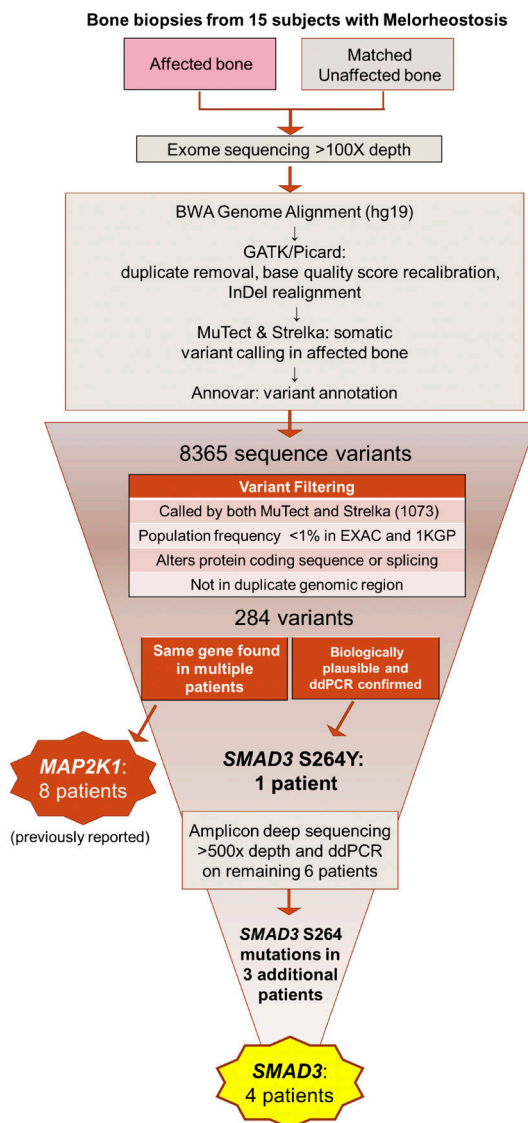 Bone biopsies from 15 subjects with Melorheostosis
Affected bone
Matched
Unaffected bone
Exome sequencing >100X depth
BWA Genome Alignment (hg19)
↓
GATK/Picard:
duplicate removal, base quality score recalibration,
InDel realignment
↓
MuTect & Strelka: somatic
variant calling in affected bone
↓
Annovar: variant annotation
8365 sequence variants
Variant Filtering
Called by both MuTect and Strelka (1073)
Population frequency <1% in EXAC and 1KGP
Alters protein coding sequence or splicing
Not in duplicate genomic region
284 variants
Same gene found
in multiple
patients
Biologically
plausible and
ddPCR confirmed
MAP2K1:
8 patients
(previously reported)
SMAD3 S264Y:
1 patient
Amplicon deep sequencing
>500x depth and ddPCR
on remaining 6 patients
SMAD3 S264
mutations in
3 additional
patients
SMAD3:
4 patients